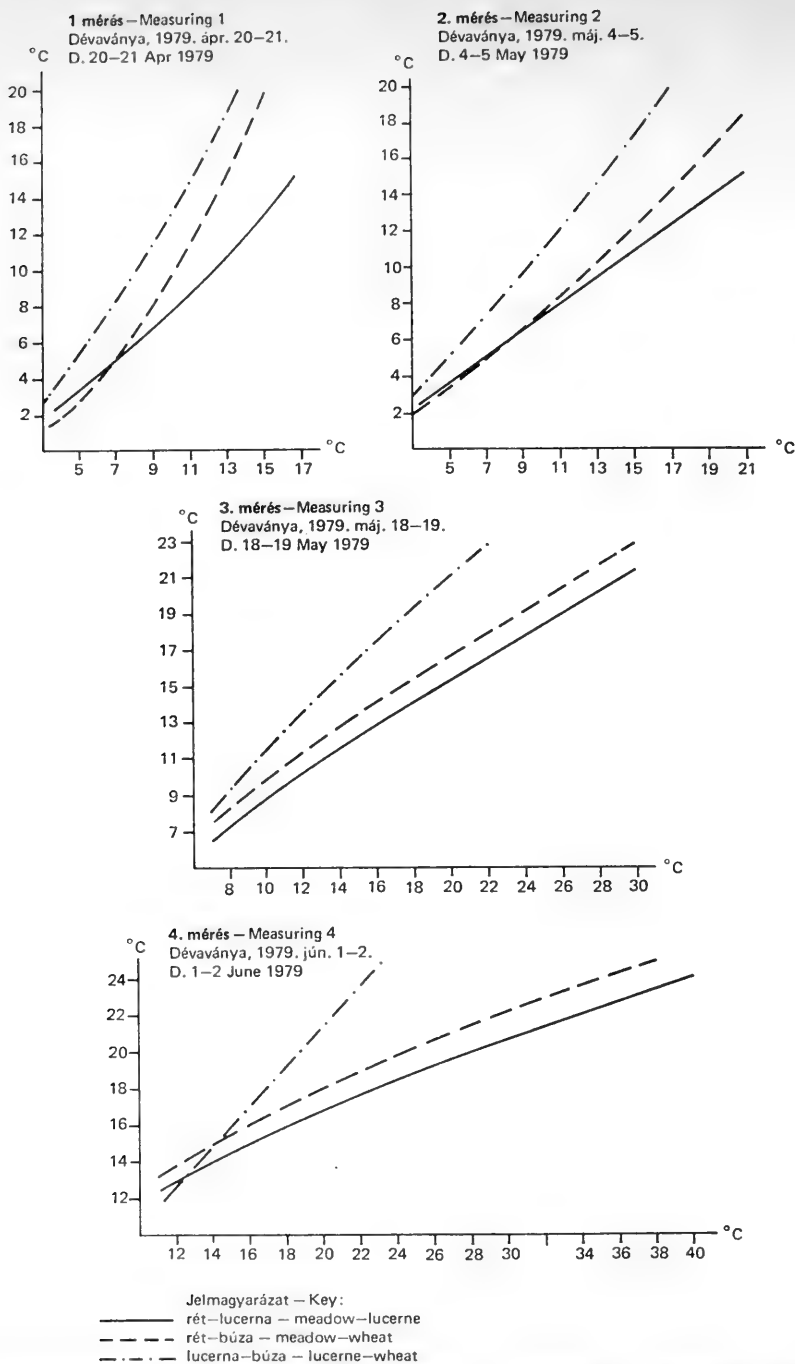 1 mérés – Measuring 1
Dévaványa, 1979. ápr. 20–21.
D. 20–21 Apr 1979
°C
20
18
16
14
12
10
8
6
4
2
5 7 9 11 13 15 17
°C
2. mérés – Measuring 2
Dévaványa, 1979. máj. 4–5.
D. 4–5 May 1979
°C
20
18
16
14
12
10
8
6
4
2
5 7 9 11 13 15 17 19 21
°C
3. mérés – Measuring 3
Dévaványa, 1979. máj. 18–19.
D. 18–19 May 1979
°C
23
21
19
17
15
13
11
9
7
8 10 12 14 16 18 20 22 24 26 28 30
°C
4. mérés – Measuring 4
Dévaványa, 1979. jún. 1–2.
D. 1–2 June 1979
°C
24
22
20
18
16
14
12
12 14 16 18 20 22 24 26 28 30 34 36 38 40
°C
Jelmagyarázat – Key:
rét–lucerna – meadow–lucerne
rét–búza – meadow–wheat
lucerna–búza – lucerne–wheat